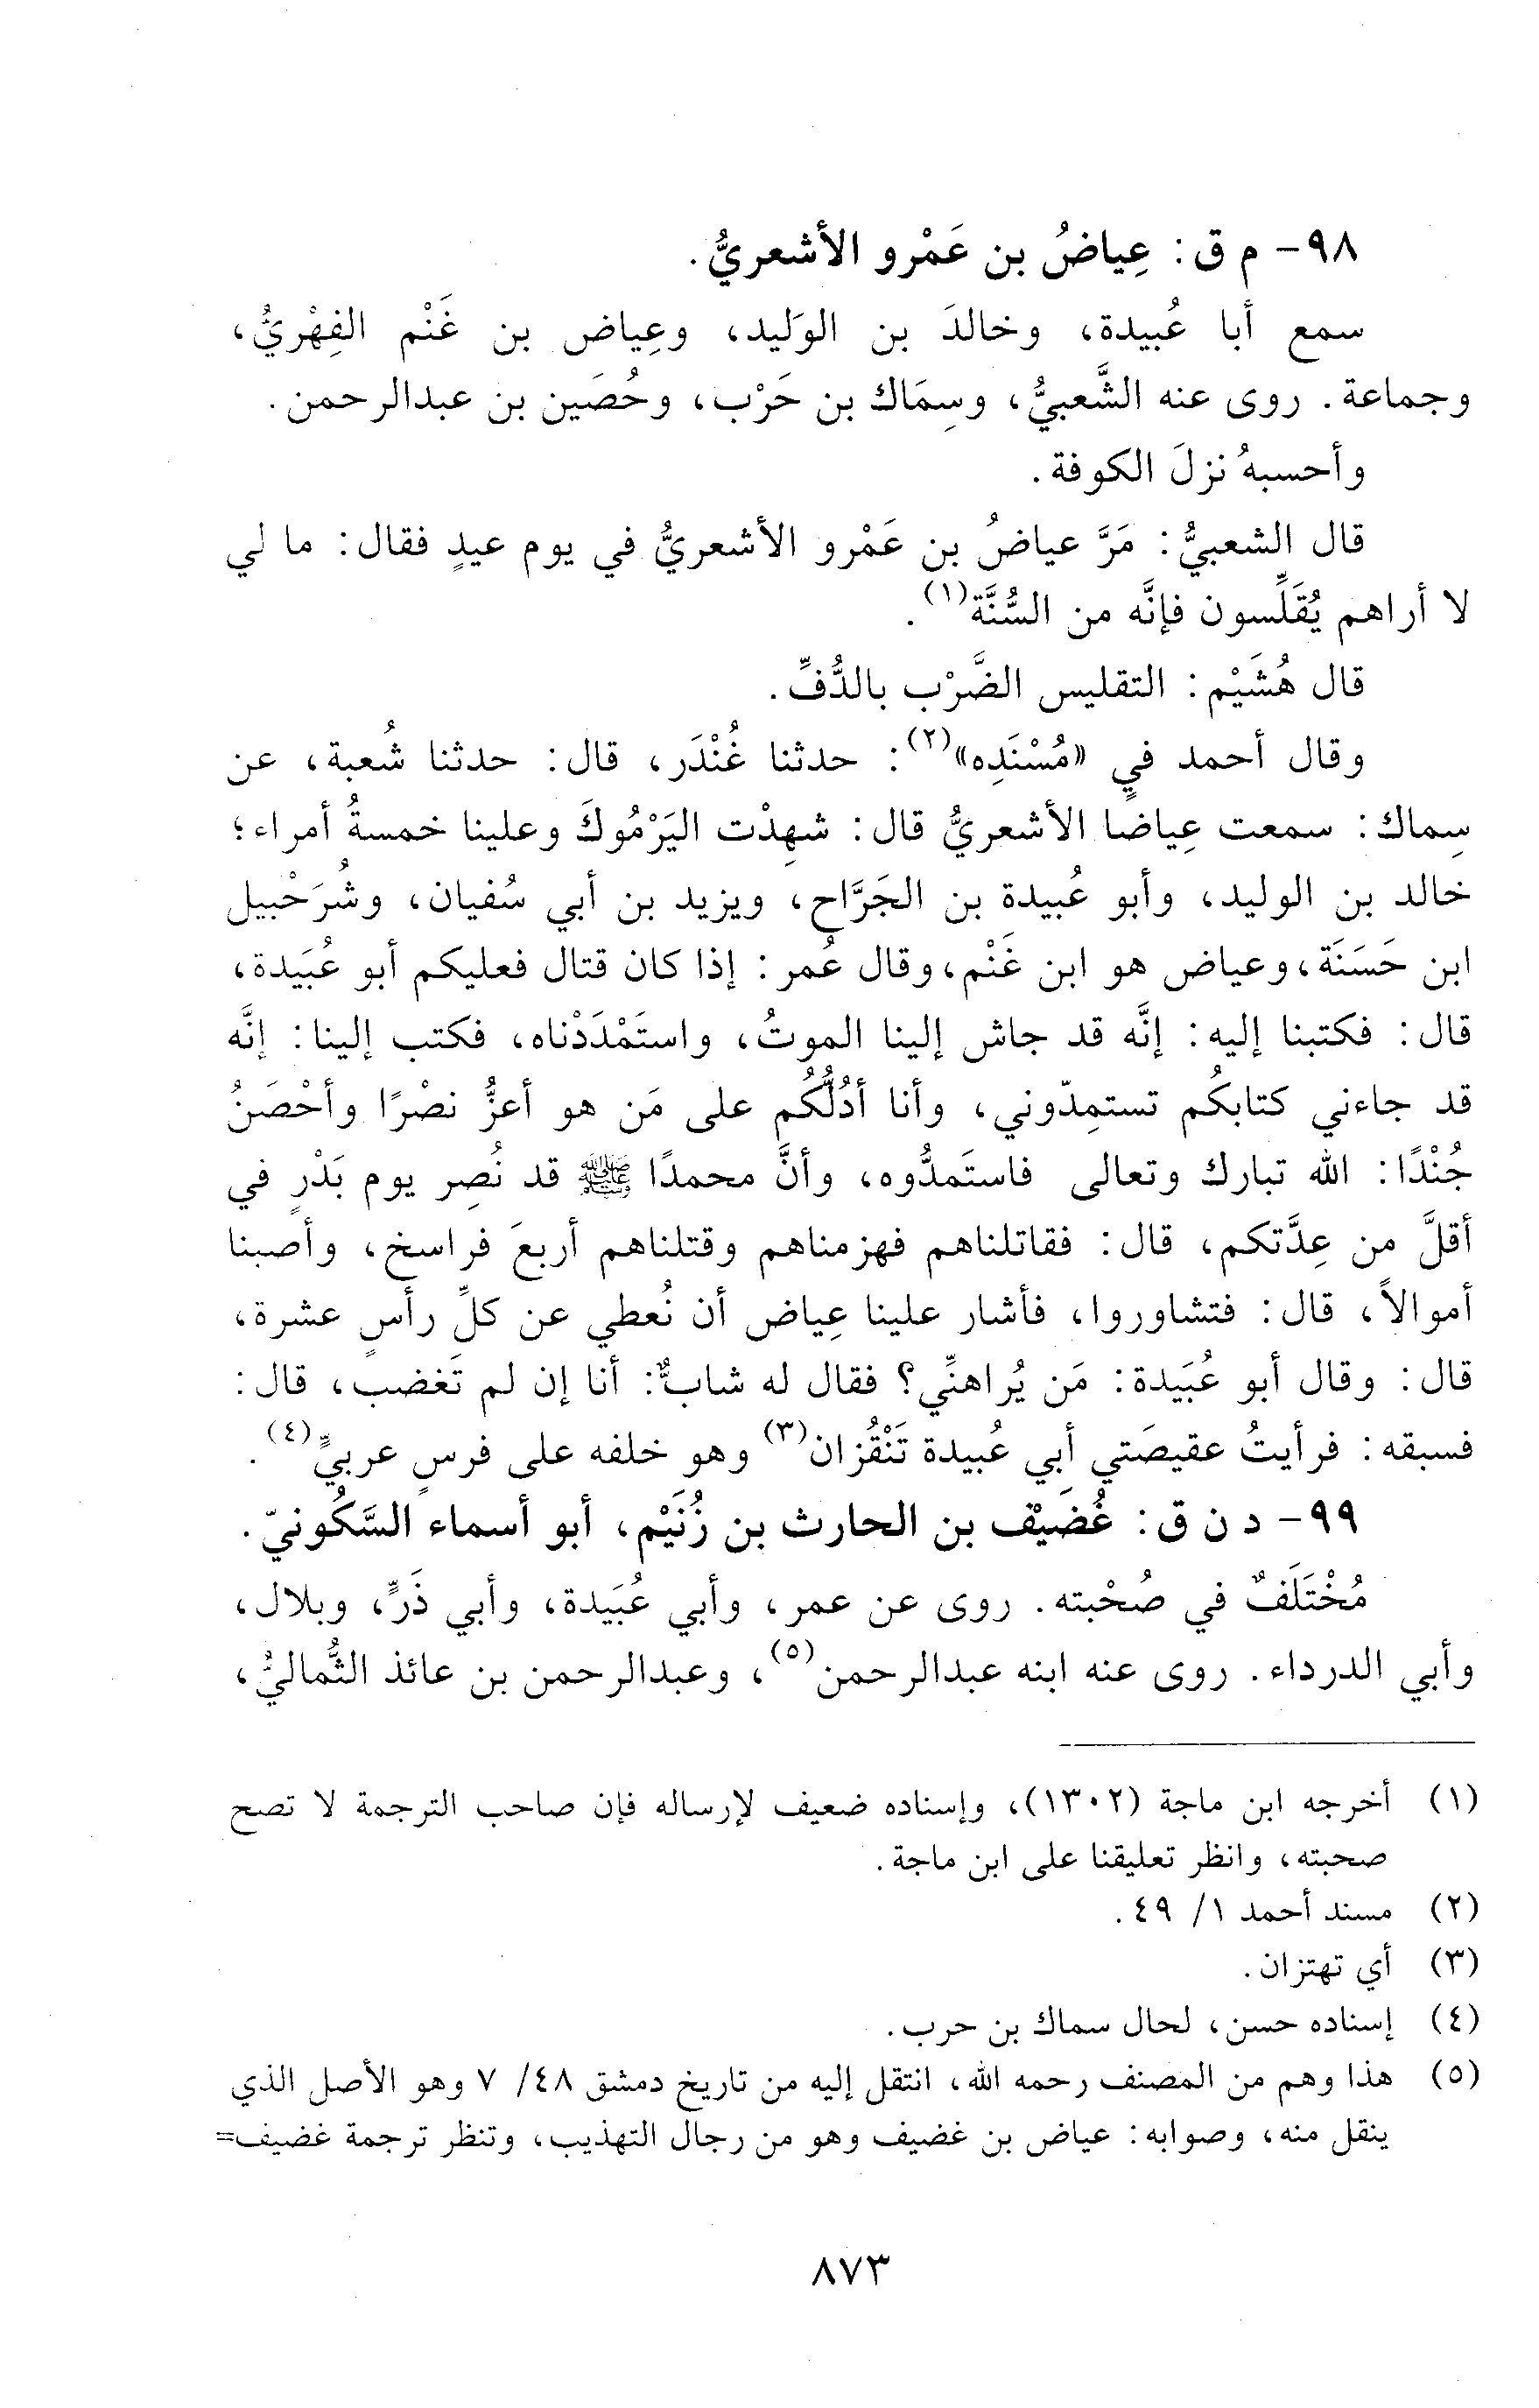 ٩٨- م ق: عِياضُ بن عَمْرو الأشعريُّ.
سمع أبا عُبيدة، وخالدَ بن الوَليد، وعِياض بن غَنْم الفِهْريُّ،
وجماعة. روى عنه الشَّعبيُّ، وسِمَاك بن حَرْب، وحُصَين بن عبدالرحمن.
وأحسبهُ نزلَ الكوفة.
قال الشعبيُّ: مَرَّ عياضُ بن عَمْرو الأشعريُّ في يوم عيدٍ فقال: ما لي
لا أراهم يُقَلِّسون فإنَّه من السُّنَّة(١).
قال هُشَيْم: التقليس الضَّرْب بالدُّفِّ.
وقال أحمد في «مُسْنَدِه»(٢): حدثنا غُنْدَر، قال: حدثنا شُعبة، عن
سِماك: سمعت عِياضا الأشعريُّ قال: شهِدْت اليَرْمُوكَ وعلينا خمسةُ أمراء؛
خالد بن الوليد، وأبو عُبيدة بن الجَرَّاح، ويزيد بن أبي سُفيان، وشُرَحْبيل
ابن حَسَنَة، وعياض هو ابن غَنْم، وقال عُمر: إذا كان قتال فعليكم أبو عُبَيدة،
قال: فكتبنا إليه: إنَّه قد جاش إلينا الموتُ، واستَمْدَدْناه، فكتب إلينا: إنَّه
قد جاءني كتابكُم تستمِدّوني، وأنا أدُلُّكُم على مَن هو أعزُّ نصْرًا وأحْصَنُ
جُنْدًا: الله تبارك وتعالى فاستَمدُّوه، وأنَّ محمدًا ﷺ قد نُصِر يوم بَدْرٍ في
أقلَّ من عِدَّتكم، قال: فقاتلناهم فهزمناهم وقتلناهم أربعَ فراسخ، وأصبنا
أموالاً، قال: فتشاوروا، فأشار علينا عِياض أن نُعطي عن كلِّ رأسٍ عشرة،
قال: وقال أبو عُبَيدة: مَن يُراهنِّي؟ فقال له شابٌّ: أنا إن لم تَغضب، قال:
فسبقه: فرأيتُ عقيصَتي أبي عُبيدة تَنْقُزان(٣) وهو خلفه على فرسٍ عربيٍّ(٤).
٩٩- د ن ق: غُضَيْف بن الحارث بن زُنَيْم، أبو أسماء السَّكُونيّ.
مُخْتَلَفٌ في صُحْبته. روى عن عمر، وأبي عُبَيدة، وأبي ذَرٍّ، وبلال،
وأبي الدرداء. روى عنه ابنه عبدالرحمن(٥)، وعبدالرحمن بن عائذ الثُّماليُّ،
(١) أخرجه ابن ماجة (١٣٠٢)، وإسناده ضعيف لإرساله فإن صاحب الترجمة لا تصح
صحبته، وانظر تعليقنا على ابن ماجة.
(٢) مسند أحمد ١/ ٤٩.
(٣) أي تهتزان.
(٤) إسناده حسن، لحال سماك بن حرب.
(٥) هذا وهم من المصنف رحمه الله، انتقل إليه من تاريخ دمشق ٤٨/ ٧ وهو الأصل الذي
ينقل منه، وصوابه: عياض بن غضيف وهو من رجال التهذيب، وتنظر ترجمة غضيف=
٨٧٣